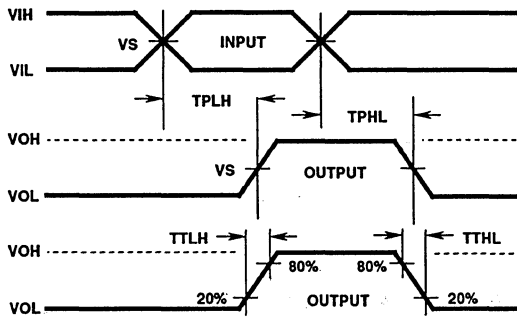 VIH
VS
INPUT
VIL
TPLH
TPHL
VOH
VS
OUTPUT
VOL
TTLH
TTHL
VOH
80%
80%
20%
OUTPUT
20%
VOL